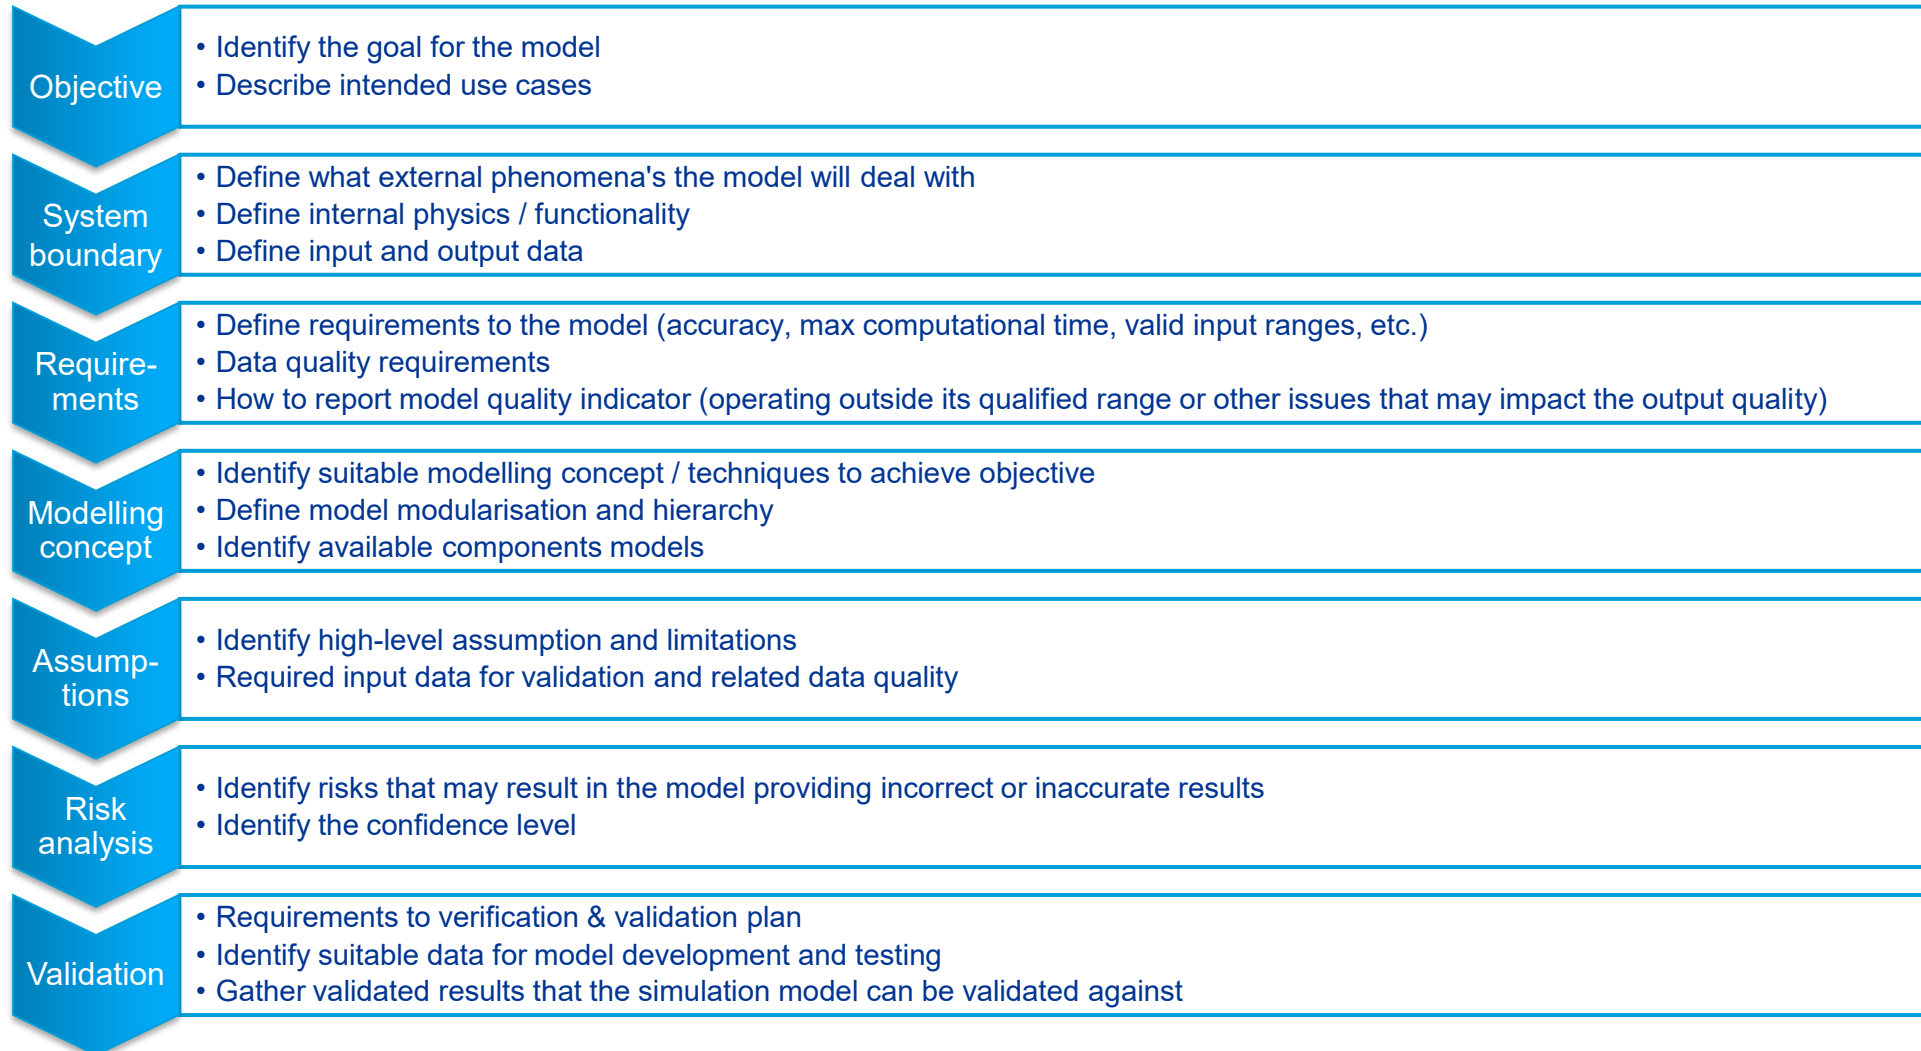 Objective
• Identify the goal for the model
• Describe intended use cases
System
boundary
• Define what external phenomena's the model will deal with
• Define internal physics / functionality
• Define input and output data
Require-
ments
• Define requirements to the model (accuracy, max computational time, valid input ranges, etc.)
• Data quality requirements
• How to report model quality indicator (operating outside its qualified range or other issues that may impact the output quality)
Modelling
concept
• Identify suitable modelling concept / techniques to achieve objective
• Define model modularisation and hierarchy
• Identify available components models
Assump-
tions
• Identify high-level assumption and limitations
• Required input data for validation and related data quality
Risk
analysis
• Identify risks that may result in the model providing incorrect or inaccurate results
• Identify the confidence level
Validation
• Requirements to verification & validation plan
• Identify suitable data for model development and testing
• Gather validated results that the simulation model can be validated against